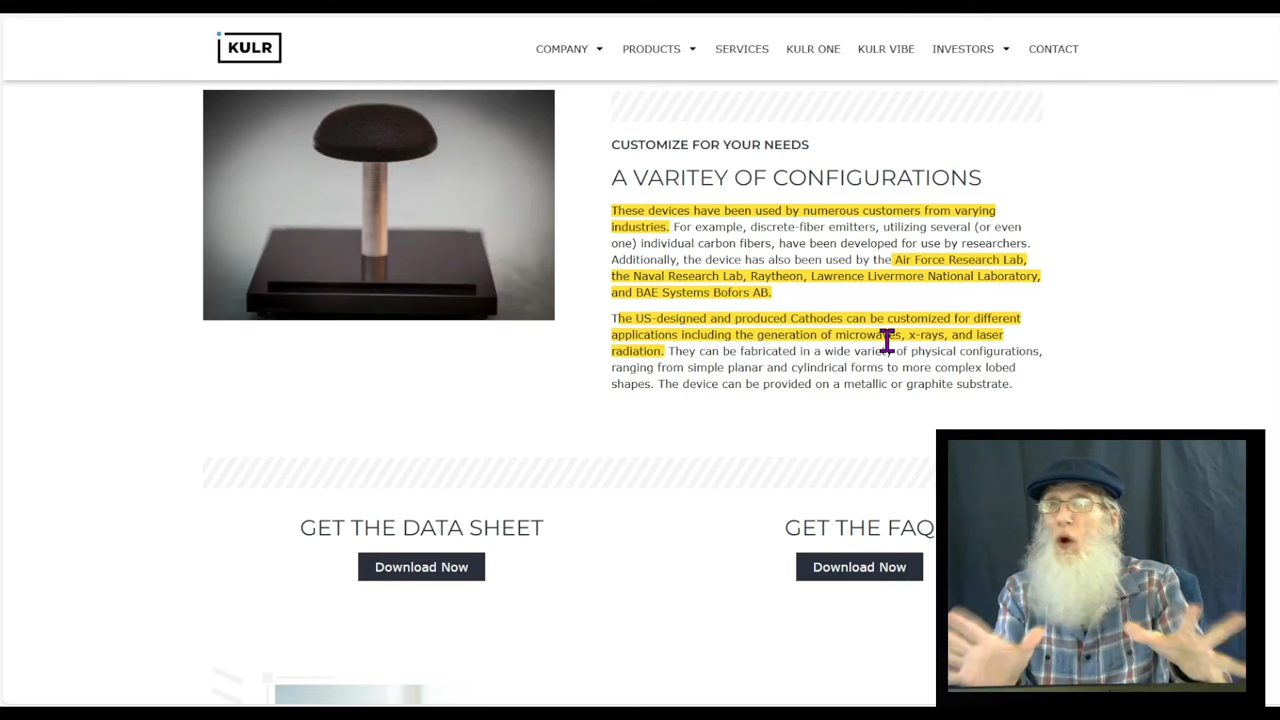 KULR
COMPANY
PRODUCTS
SERVICES
KULR ONE
KULR VIBE
INVESTORS
CONTACT
CUSTOMIZE FOR YOUR NEEDS
A VARITEY OF CONFIGURATIONS
These devices have been used by numerous customers from varying
industries. For example, discrete-fiber emitters, utilizing several (or even
one) individual carbon fibers, have been developed for use by researchers.
Additionally, the device has also been used by the Air Force Research Lab,
the Naval Research Lab, Raytheon, Lawrence Livermore National Laboratory,
and BAE Systems Bofors AB.
The US-designed and produced Cathodes can be customized for different
applications including the generation of microwaves, x-rays, and laser
radiation. They can be fabricated in a wide variety of physical configurations,
ranging from simple planar and cylindrical forms to more complex lobed
shapes. The device can be provided on a metallic or graphite substrate.
GET THE DATA SHEET
Download Now
GET THE FAQ
Download Now